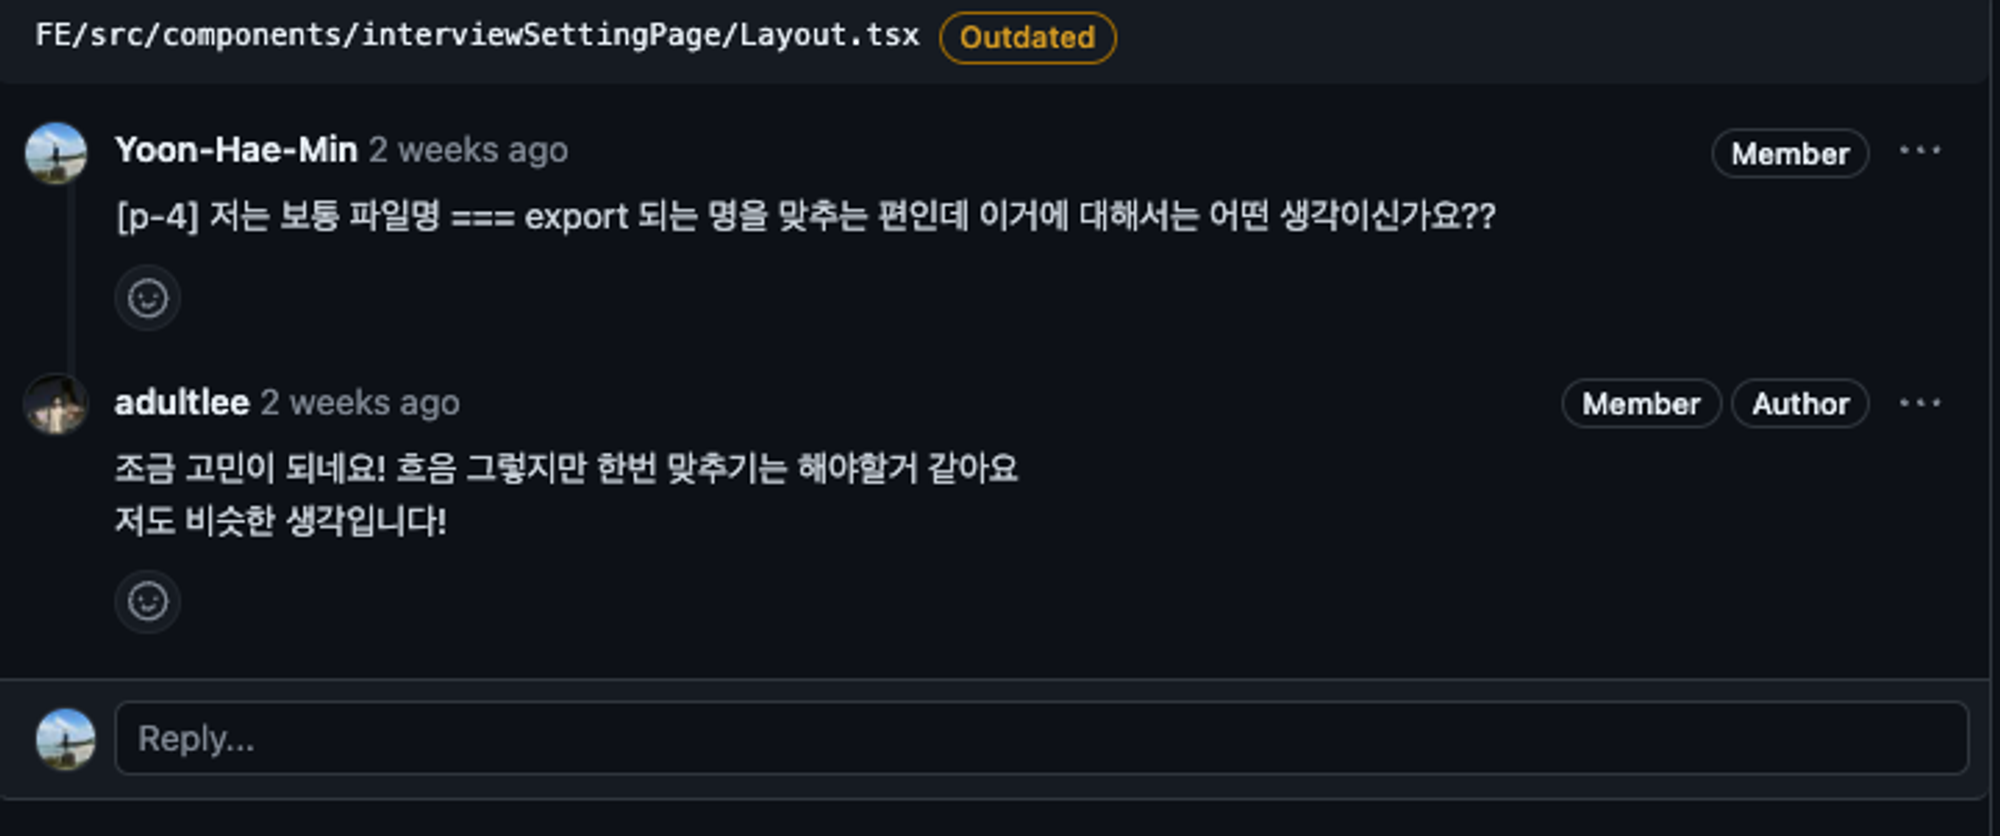 FE/src/components/interviewSettingPage/Layout.tsx Outdated
Yoon-Hae-Min 2 weeks ago Member ...
[p-4] 저는 보통 파일명 === export 되는 명을 맞추는 편인데 이거에 대해서는 어떤 생각이신가요??
adultlee 2 weeks ago Member Author ...
조금 고민이 되네요! 흐음 그렇지만 한번 맞추기는 해야할거 같아요
저도 비슷한 생각입니다!
Reply...